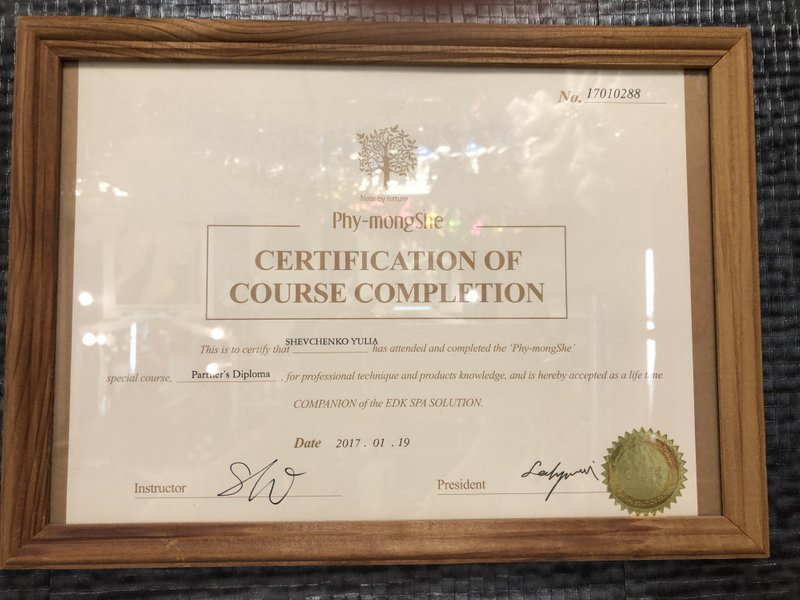 No. 17010288
Near by nature
Phy-mongShe
CERTIFICATION OF
COURSE COMPLETION
This is to certify that SHEVCHENKO YULIA has attended and completed the 'Phy-mongShe'
special course, Partner's Diploma , for professional technique and products knowledge, and is hereby accepted as a life time
COMPANION of the EDK SPA SOLUTION.
Date 2017 . 01 . 19
Instructor
President